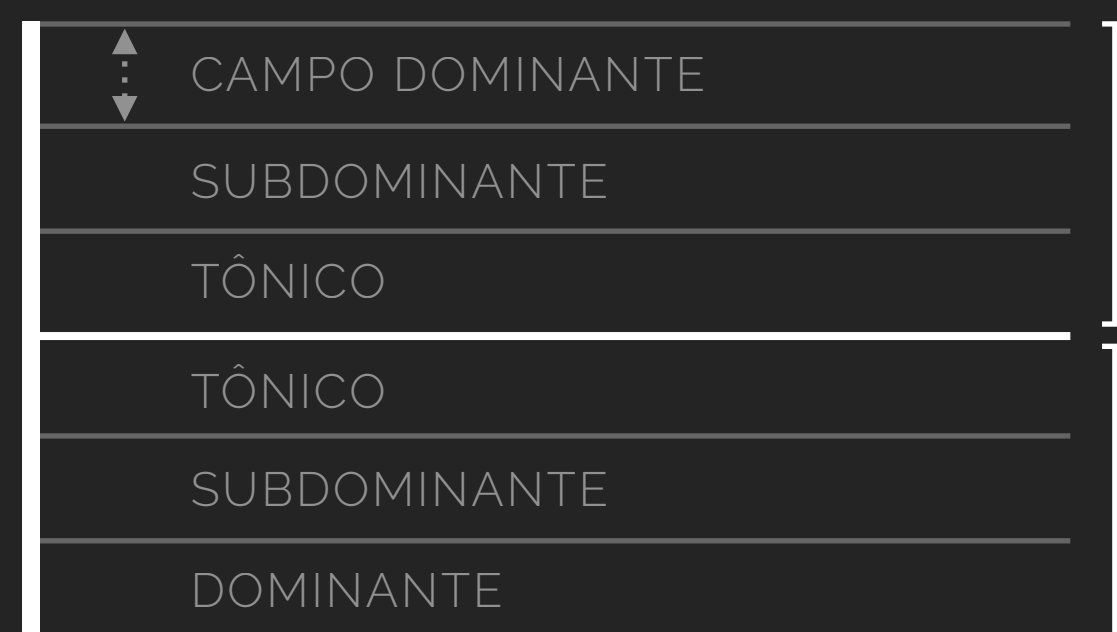 CAMPO DOMINANTE
SUBDOMINANTE
TÔNICO
TÔNICO
SUBDOMINANTE
DOMINANTE